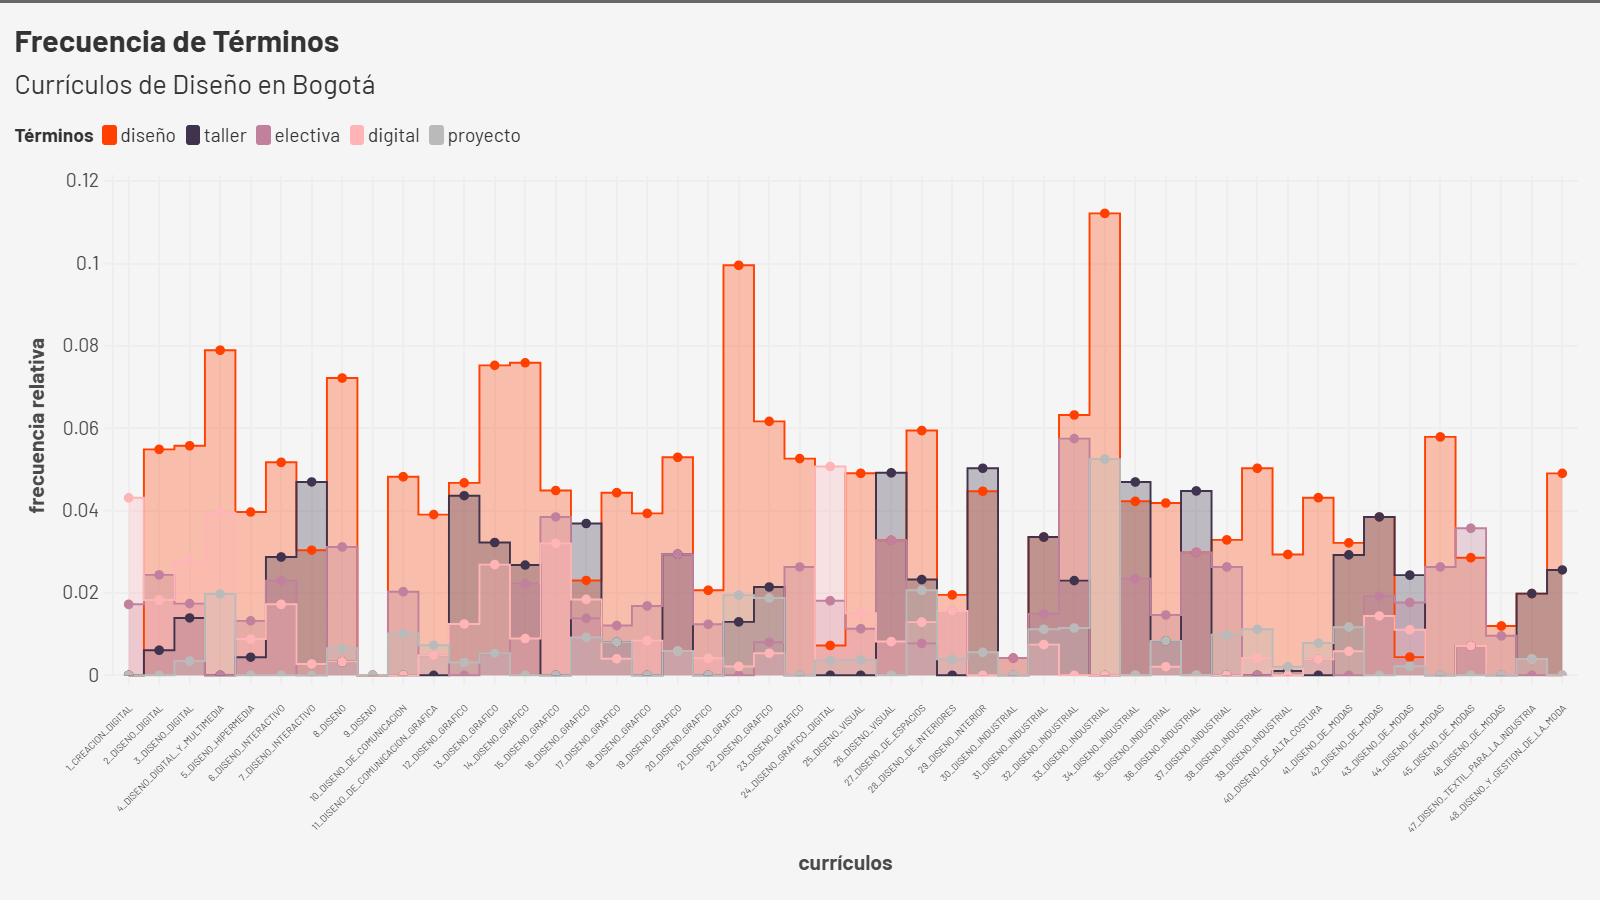 Frecuencia de Términos
Currículos de Diseño en Bogotá
Términos diseño taller electiva digital proyecto
frecuencia relativa
0.12
0.1
0.08
0.06
0.04
0.02
0
1_CREACION_DIGITAL
2_DISENO_DIGITAL
3_DISENO_DIGITAL
4_DISENO_DIGITAL_Y_MULTIMEDIA
5_DISENO_HIPERMEDIA
6_DISENO_INTERACTIVO
7_DISENO_INTERACTIVO
8_DISENO
9_DISENO
10_DISENO_DE_COMUNICACION
11_DISENO_DE_COMUNICACION_GRAFICA
12_DISENO_GRAFICO
13_DISENO_GRAFICO
14_DISENO_GRAFICO
15_DISENO_GRAFICO
16_DISENO_GRAFICO
17_DISENO_GRAFICO
18_DISENO_GRAFICO
19_DISENO_GRAFICO
20_DISENO_GRAFICO
21_DISENO_GRAFICO
22_DISENO_GRAFICO
23_DISENO_GRAFICO
24_DISENO_GRAFICO_DIGITAL
25_DISENO_VISUAL
26_DISENO_VISUAL
27_DISENO_DE_ESPACIOS
28_DISENO_DE_INTERIORES
29_DISENO_INTERIOR
30_DISENO_INDUSTRIAL
31_DISENO_INDUSTRIAL
32_DISENO_INDUSTRIAL
33_DISENO_INDUSTRIAL
34_DISENO_INDUSTRIAL
35_DISENO_INDUSTRIAL
36_DISENO_INDUSTRIAL
37_DISENO_INDUSTRIAL
38_DISENO_INDUSTRIAL
39_DISENO_INDUSTRIAL
40_DISENO_DE_ALTA_COSTURA
41_DISENO_DE_MODAS
42_DISENO_DE_MODAS
43_DISENO_DE_MODAS
44_DISENO_DE_MODAS
45_DISENO_DE_MODAS
46_DISENO_DE_MODAS
47_DISENO_TEXTIL_PARA_LA_INDUSTRIA
48_DISENO_Y_GESTION_DE_LA_MODA
currículos